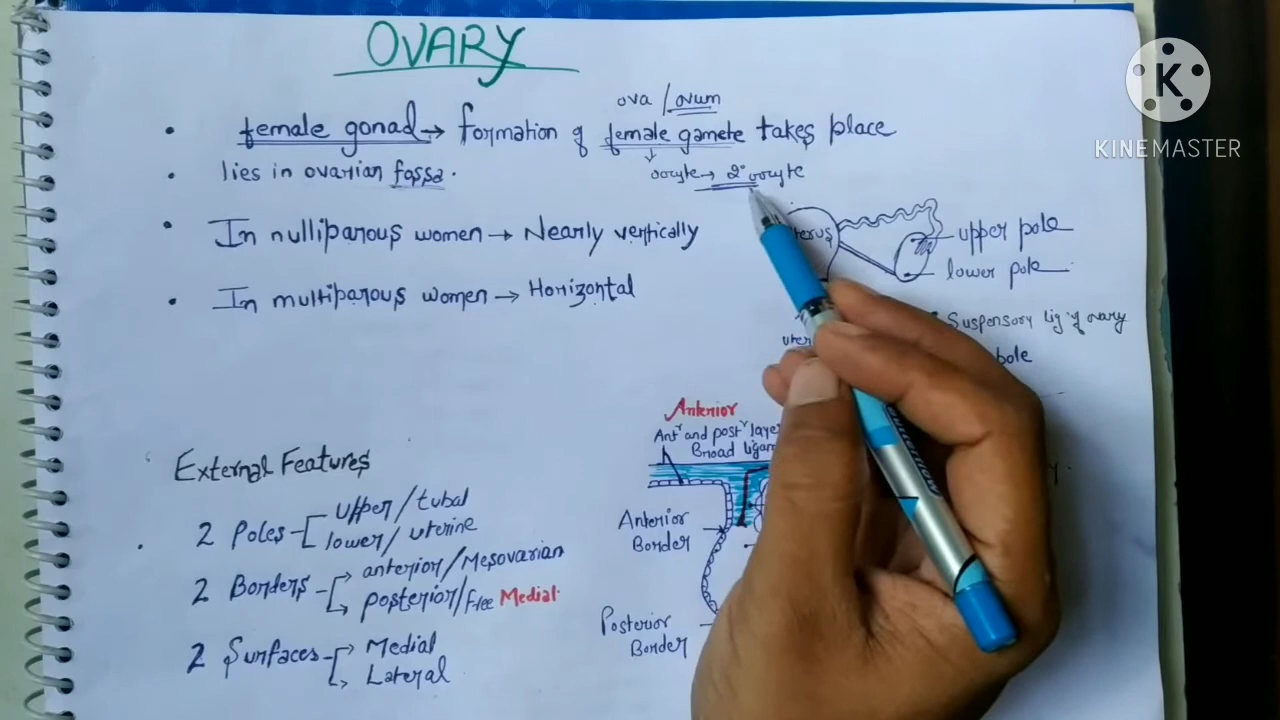 OVARY
ova / ovum
• female gonad → formation of female gamete takes place
• lies in ovarian fossa.
oocyte → 2° oocyte
• In nulliparous women → Nearly vertically
• In multiparous women → Horizontal
upper pole
lower pole
Suspensory lig of ovary
pole
Anterior
Antr and postr layer
Broad
External Features
2 Poles upper / tubal
lower / uterine
2 Borders → anterior / Mesovarian
→ posterior / free Medial
2 Surfaces → Medial
→ Lateral
Anterior
Border
Posterior
Border
K
KINEMASTER